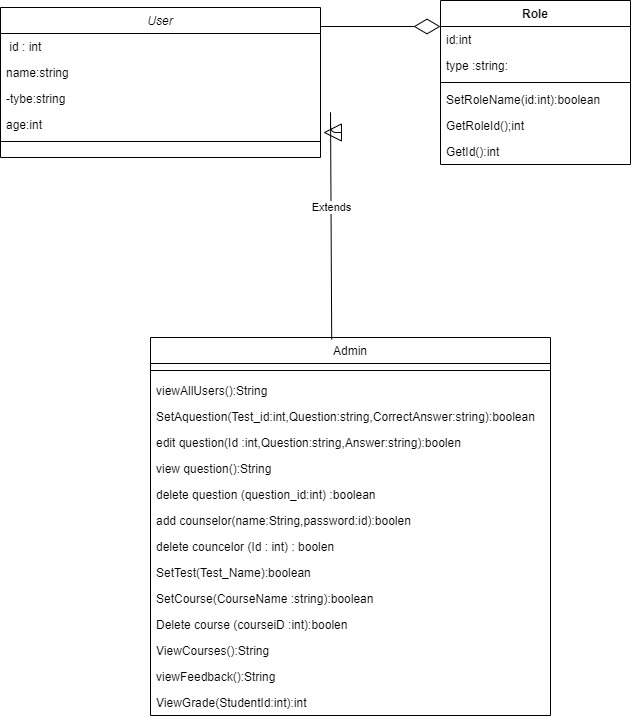 User
id : int
name:string
-tybe:string
age:int
Role
id:int
type :string:
SetRoleName(id:int):boolean
GetRoleId();int
GetId():int
Extends
Admin
viewAllUsers():String
SetAquestion(Test_id:int,Question:string,CorrectAnswer:string):boolean
edit question(Id :int,Question:string,Answer:string):boolen
view question():String
delete question (question_id:int) :boolean
add counselor(name:String,password:id):boolen
delete councelor (Id : int) : boolen
SetTest(Test_Name):boolean
SetCourse(CourseName :string):boolean
Delete course (courseiD :int):boolen
ViewCourses():String
viewFeedback():String
ViewGrade(StudentId:int):int